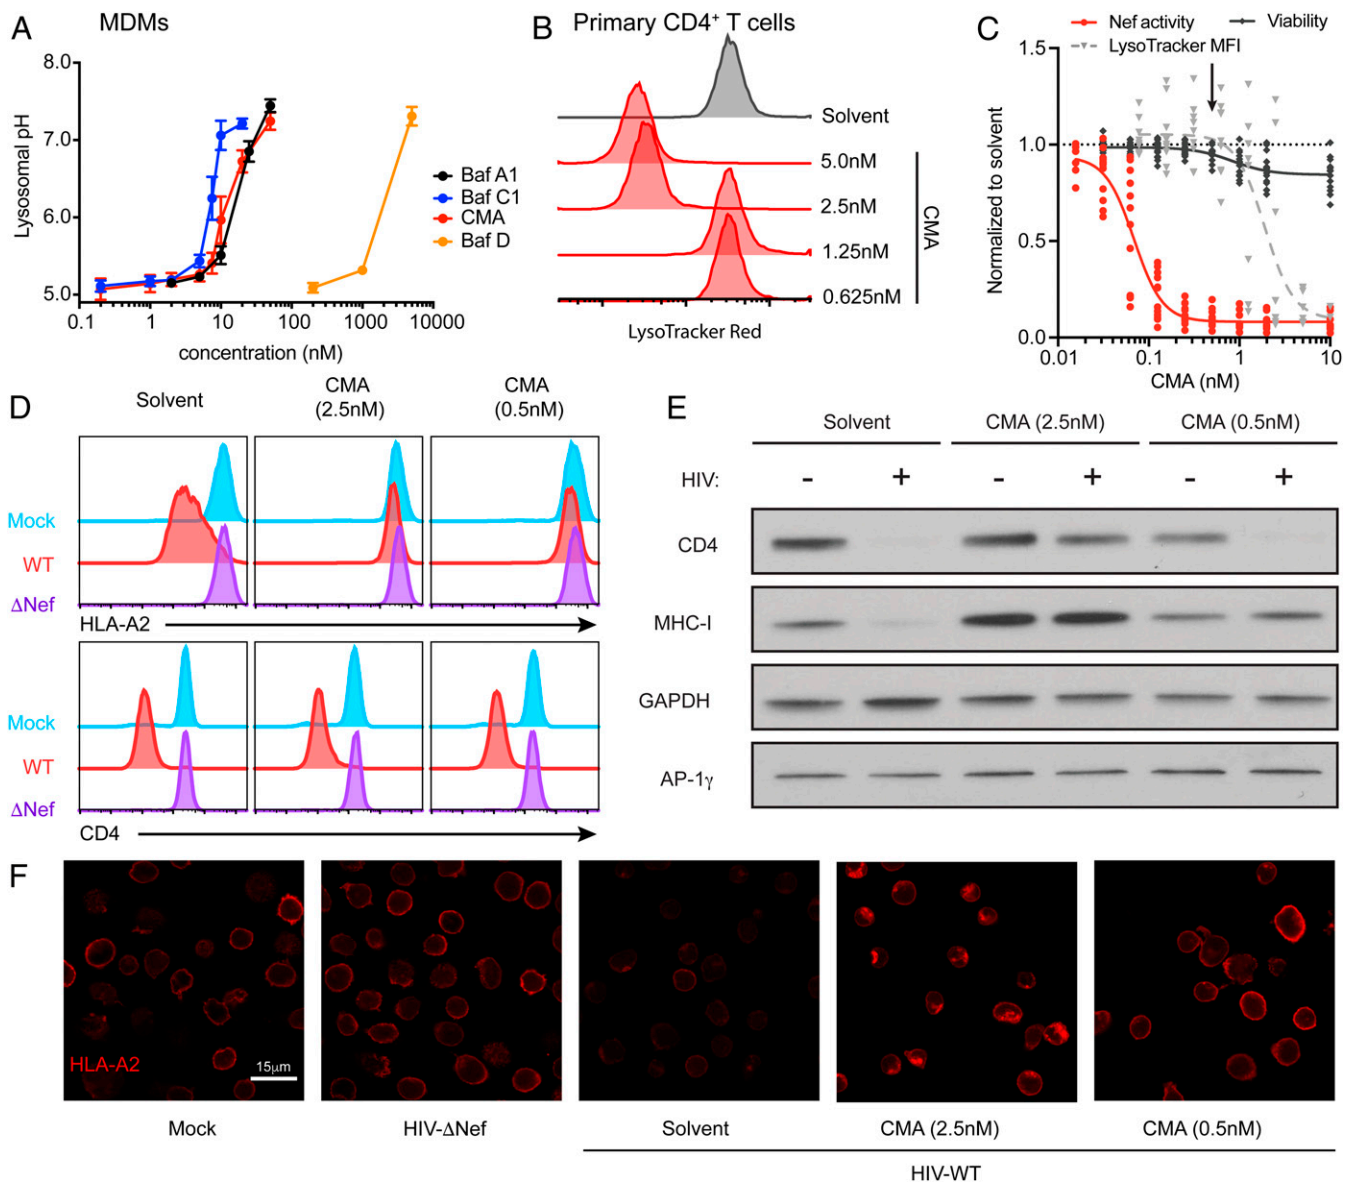 A
MDMs
8.0
7.0
6.0
5.0
Lysosomal pH
0.1
1
10
100
1000
10000
concentration (nM)
Baf A1
Baf C1
CMA
Baf D
B
Primary CD4⁺ T cells
Solvent
5.0nM
2.5nM
1.25nM
0.625nM
CMA
LysoTracker Red
C
Nef activity
Viability
LysoTracker MFI
1.5
1.0
0.5
0.0
Normalized to solvent
0.01
0.1
1
10
CMA (nM)
D
Solvent
CMA
(2.5nM)
CMA
(0.5nM)
Mock
WT
ΔNef
HLA-A2
Mock
WT
ΔNef
CD4
E
Solvent
CMA (2.5nM)
CMA (0.5nM)
HIV:
-
+
-
+
-
+
CD4
MHC-I
GAPDH
AP-1γ
F
HLA-A2
15μm
Mock
HIV-ΔNef
Solvent
CMA (2.5nM)
CMA (0.5nM)
HIV-WT